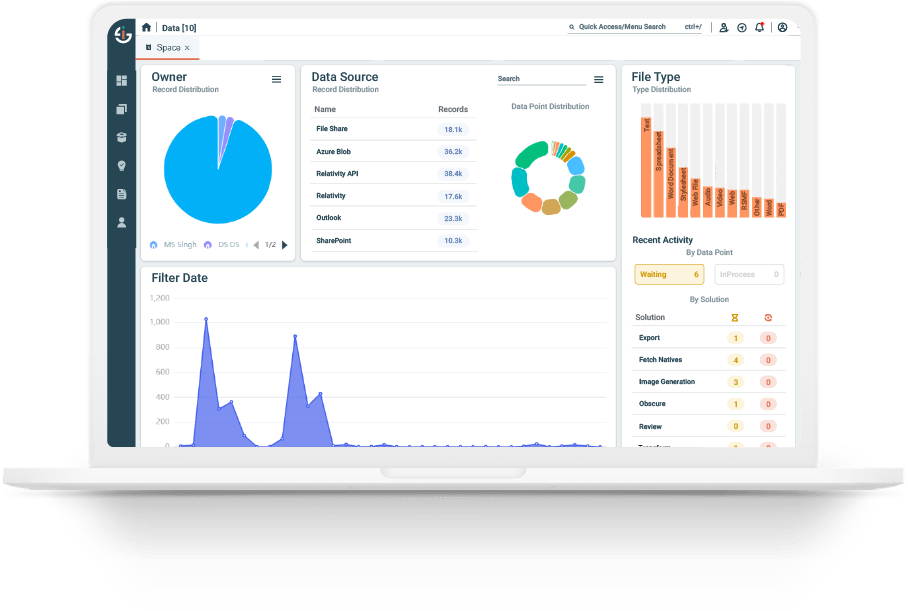 Data [10]
Quick Access/Menu Search ctrl+/
Space ×
Owner
Record Distribution
MS Singh DS DS 1/2
Data Source
Record Distribution
Search
Name Records
File Share 18.1k
Azure Blob 36.2k
Relativity API 38.4k
Relativity 17.6k
Outlook 23.3k
SharePoint 10.3k
Data Point Distribution
File Type
Type Distribution
Text
Spreadsheet
Word Document
Stylesheet
Web File
Audio
Video
Web
RSMF
Other
Word
PDF
Recent Activity
By Data Point
Waiting 6
InProcess 0
By Solution
Solution
Export 1 0
Fetch Natives 4 0
Image Generation 3 0
Obscure 1 0
Review 0 0
Filter Date
1,200
1,000
800
600
400
200
0